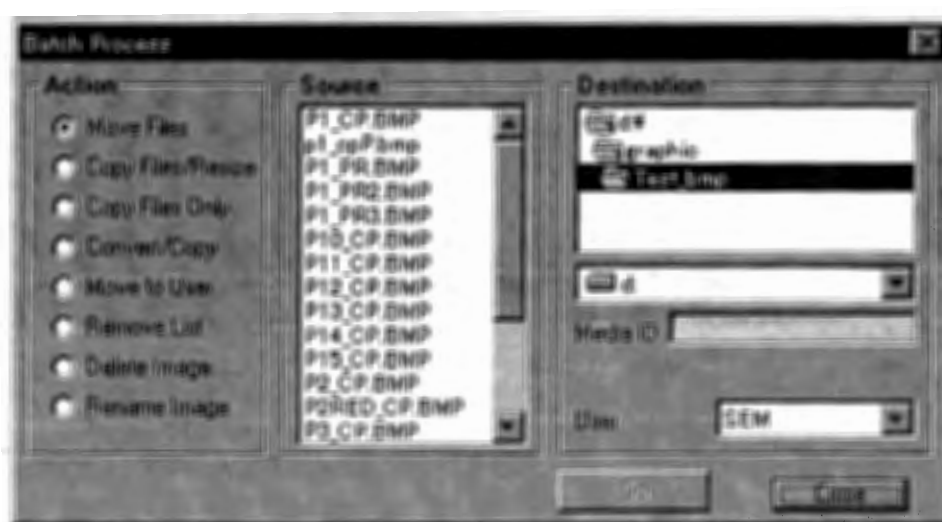 Batch Process
Action
Move Files
Copy Files/Resize
Copy Files Only
Convert/Copy
Move to User
Remove List
Delete Image
Rename Image
Source
P1_CP.BMP
p1_cpP.bmp
P1_PR.BMP
P1_PR2.BMP
P1_PR3.BMP
P10_CP.BMP
P11_CP.BMP
P12_CP.BMP
P13_CP.BMP
P14_CP.BMP
P15_CP.BMP
P2_CP.BMP
P2RED_CP.BMP
P3_CP.BMP
Destination
graphic
Test_bmp
d:
Media ID
User
SEM
Close